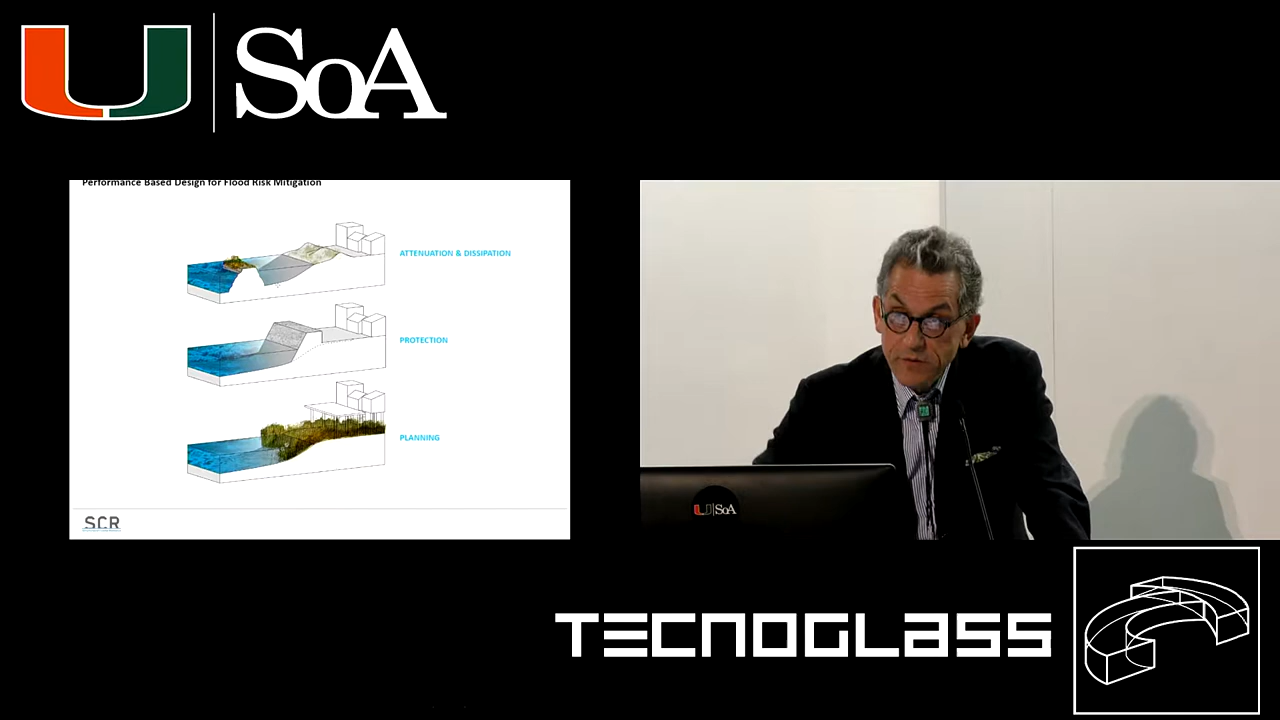 U SoA
Performance Based Design for Flood Risk Mitigation
ATTENUATION & DISSIPATION
PROTECTION
PLANNING
SCR
U SoA
TECNOGLASS